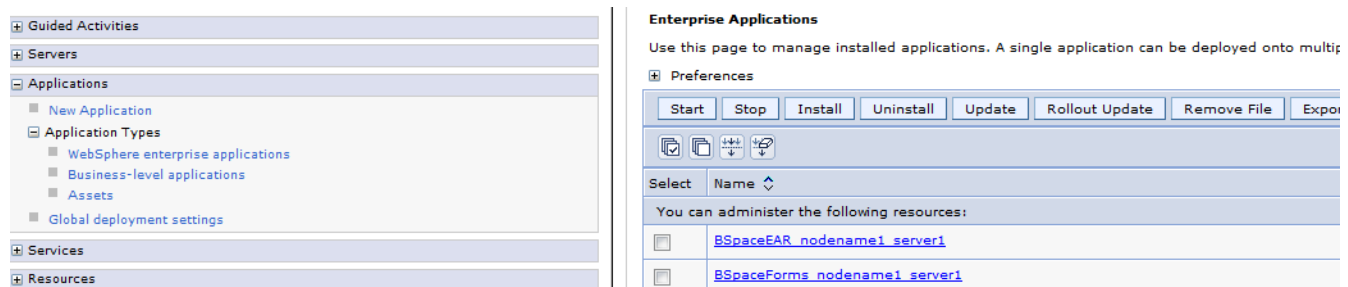 Guided Activities
Servers
Applications
New Application
Application Types
WebSphere enterprise applications
Business-level applications
Assets
Global deployment settings
Services
Resources
Enterprise Applications
Use this page to manage installed applications. A single application can be deployed onto
Preferences
Start Stop Install Uninstall Update Rollout Update Remove File
Select Name
You can administer the following resources:
BSpaceEAR_nodename1_server1
BSpaceForms_nodename1_server1